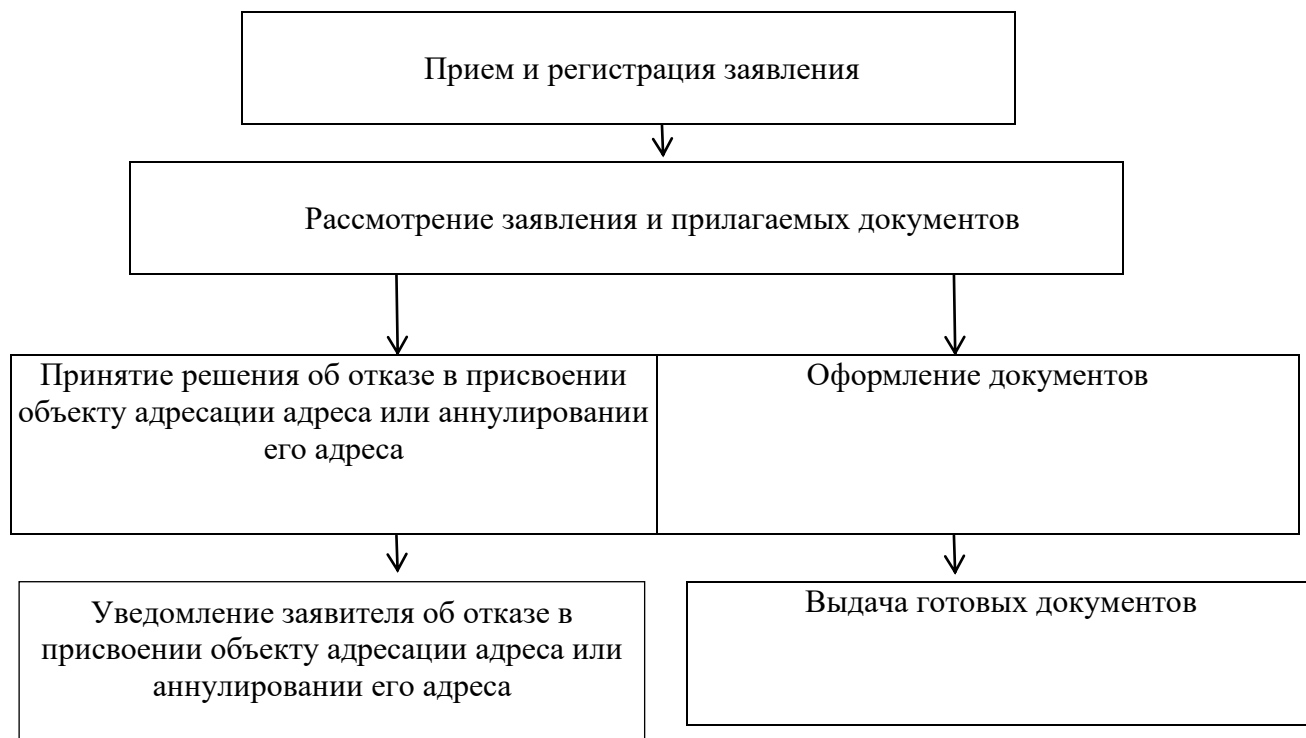 Прием и регистрация заявления
Рассмотрение заявления и прилагаемых документов
Принятие решения об отказе в присвоении
объекту адресации адреса или аннулировании
его адреса
Оформление документов
Уведомление заявителя об отказе в
присвоении объекту адресации адреса или
аннулировании его адреса
Выдача готовых документов